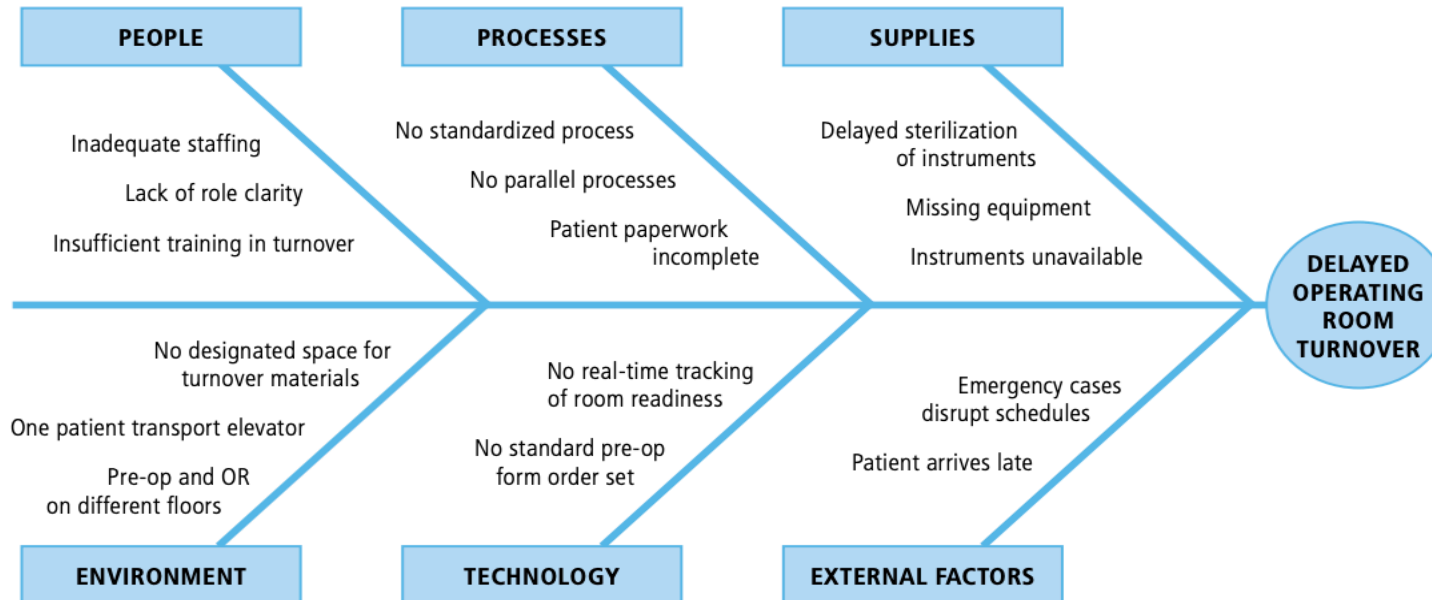 PEOPLE
PROCESSES
SUPPLIES
Inadequate staffing
Lack of role clarity
Insufficient training in turnover
No standardized process
No parallel processes
Patient paperwork
incomplete
Delayed sterilization
of instruments
Missing equipment
Instruments unavailable
DELAYED
OPERATING
ROOM
TURNOVER
No designated space for
turnover materials
One patient transport elevator
Pre-op and OR
on different floors
No real-time tracking
of room readiness
No standard pre-op
form order set
Emergency cases
disrupt schedules
Patient arrives late
ENVIRONMENT
TECHNOLOGY
EXTERNAL FACTORS